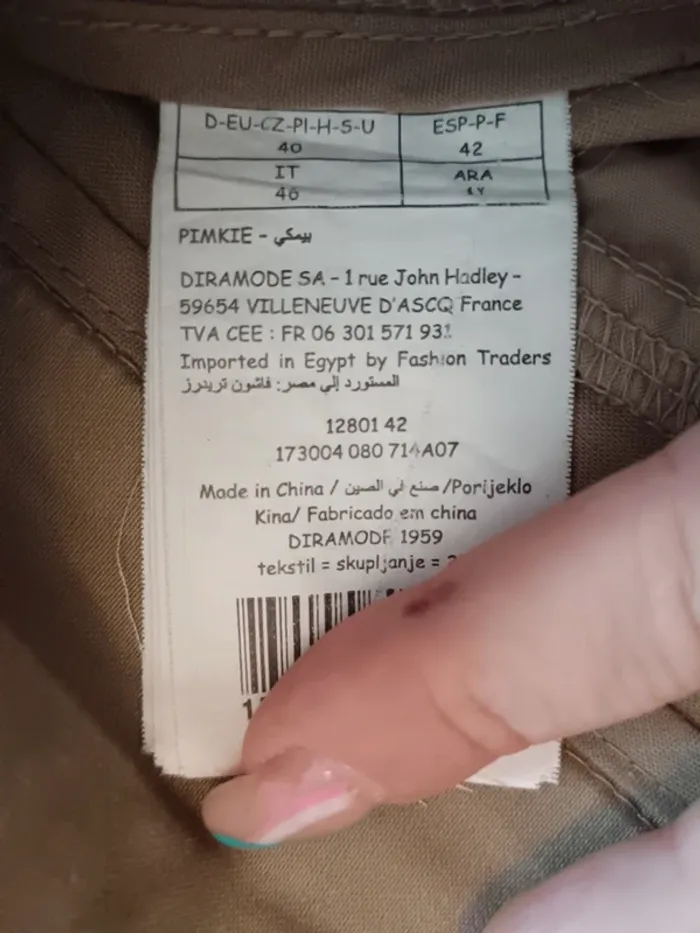 D-EU-CZ-PI-H-S-U ESP-P-F
40 42
IT ARA
46 ٤٢
PIMKIE - بيمكي
DIRAMODE SA - 1 rue John Hadley -
59654 VILLENEUVE D'ASCQ France
TVA CEE : FR 06 301 571 931
Imported in Egypt by Fashion Traders
المستورد إلي مصر: فاشون تريندرز
12801 42
173004 080 714A07
Made in China / صنع في الصين /Porijeklo
Kina/ Fabricado em china
DIRAMODE 1959
tekstil = skupljanje =